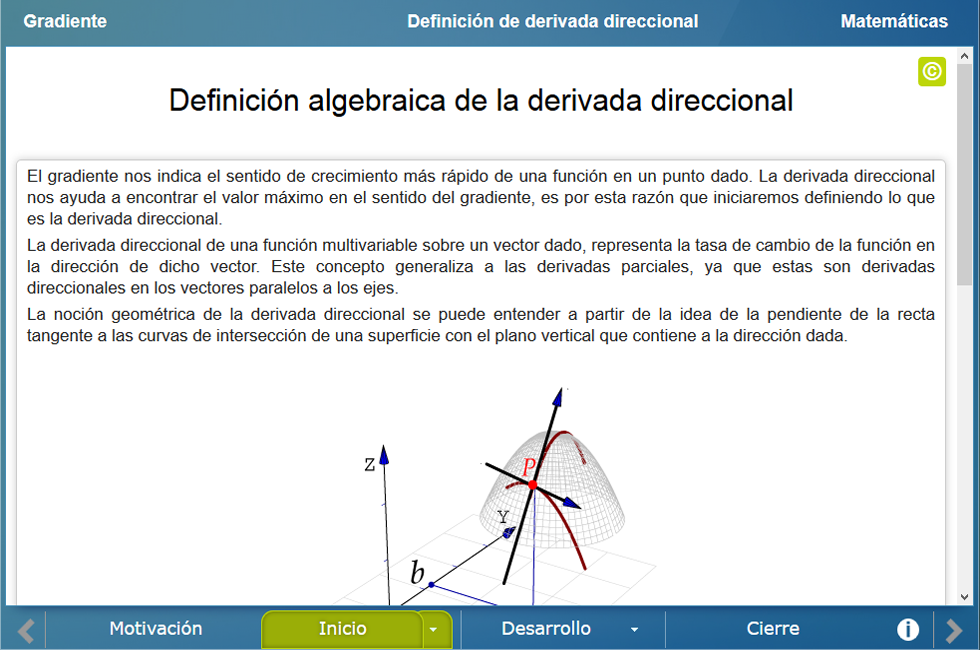 Gradiente
Definición de derivada direccional
Matemáticas
©
Definición algebraica de la derivada direccional
El gradiente nos indica el sentido de crecimiento más rápido de una función en un punto dado. La derivada direccional
nos ayuda a encontrar el valor máximo en el sentido del gradiente, es por esta razón que iniciaremos definiendo lo que
es la derivada direccional.
La derivada direccional de una función multivariable sobre un vector dado, representa la tasa de cambio de la función en
la dirección de dicho vector. Este concepto generaliza a las derivadas parciales, ya que estas son derivadas
direccionales en los vectores paralelos a los ejes.
La noción geométrica de la derivada direccional se puede entender a partir de la idea de la pendiente de la recta
tangente a las curvas de intersección de una superficie con el plano vertical que contiene a la dirección dada.
Z
P
Y
b
Motivación
Inicio
Desarrollo
Cierre
i